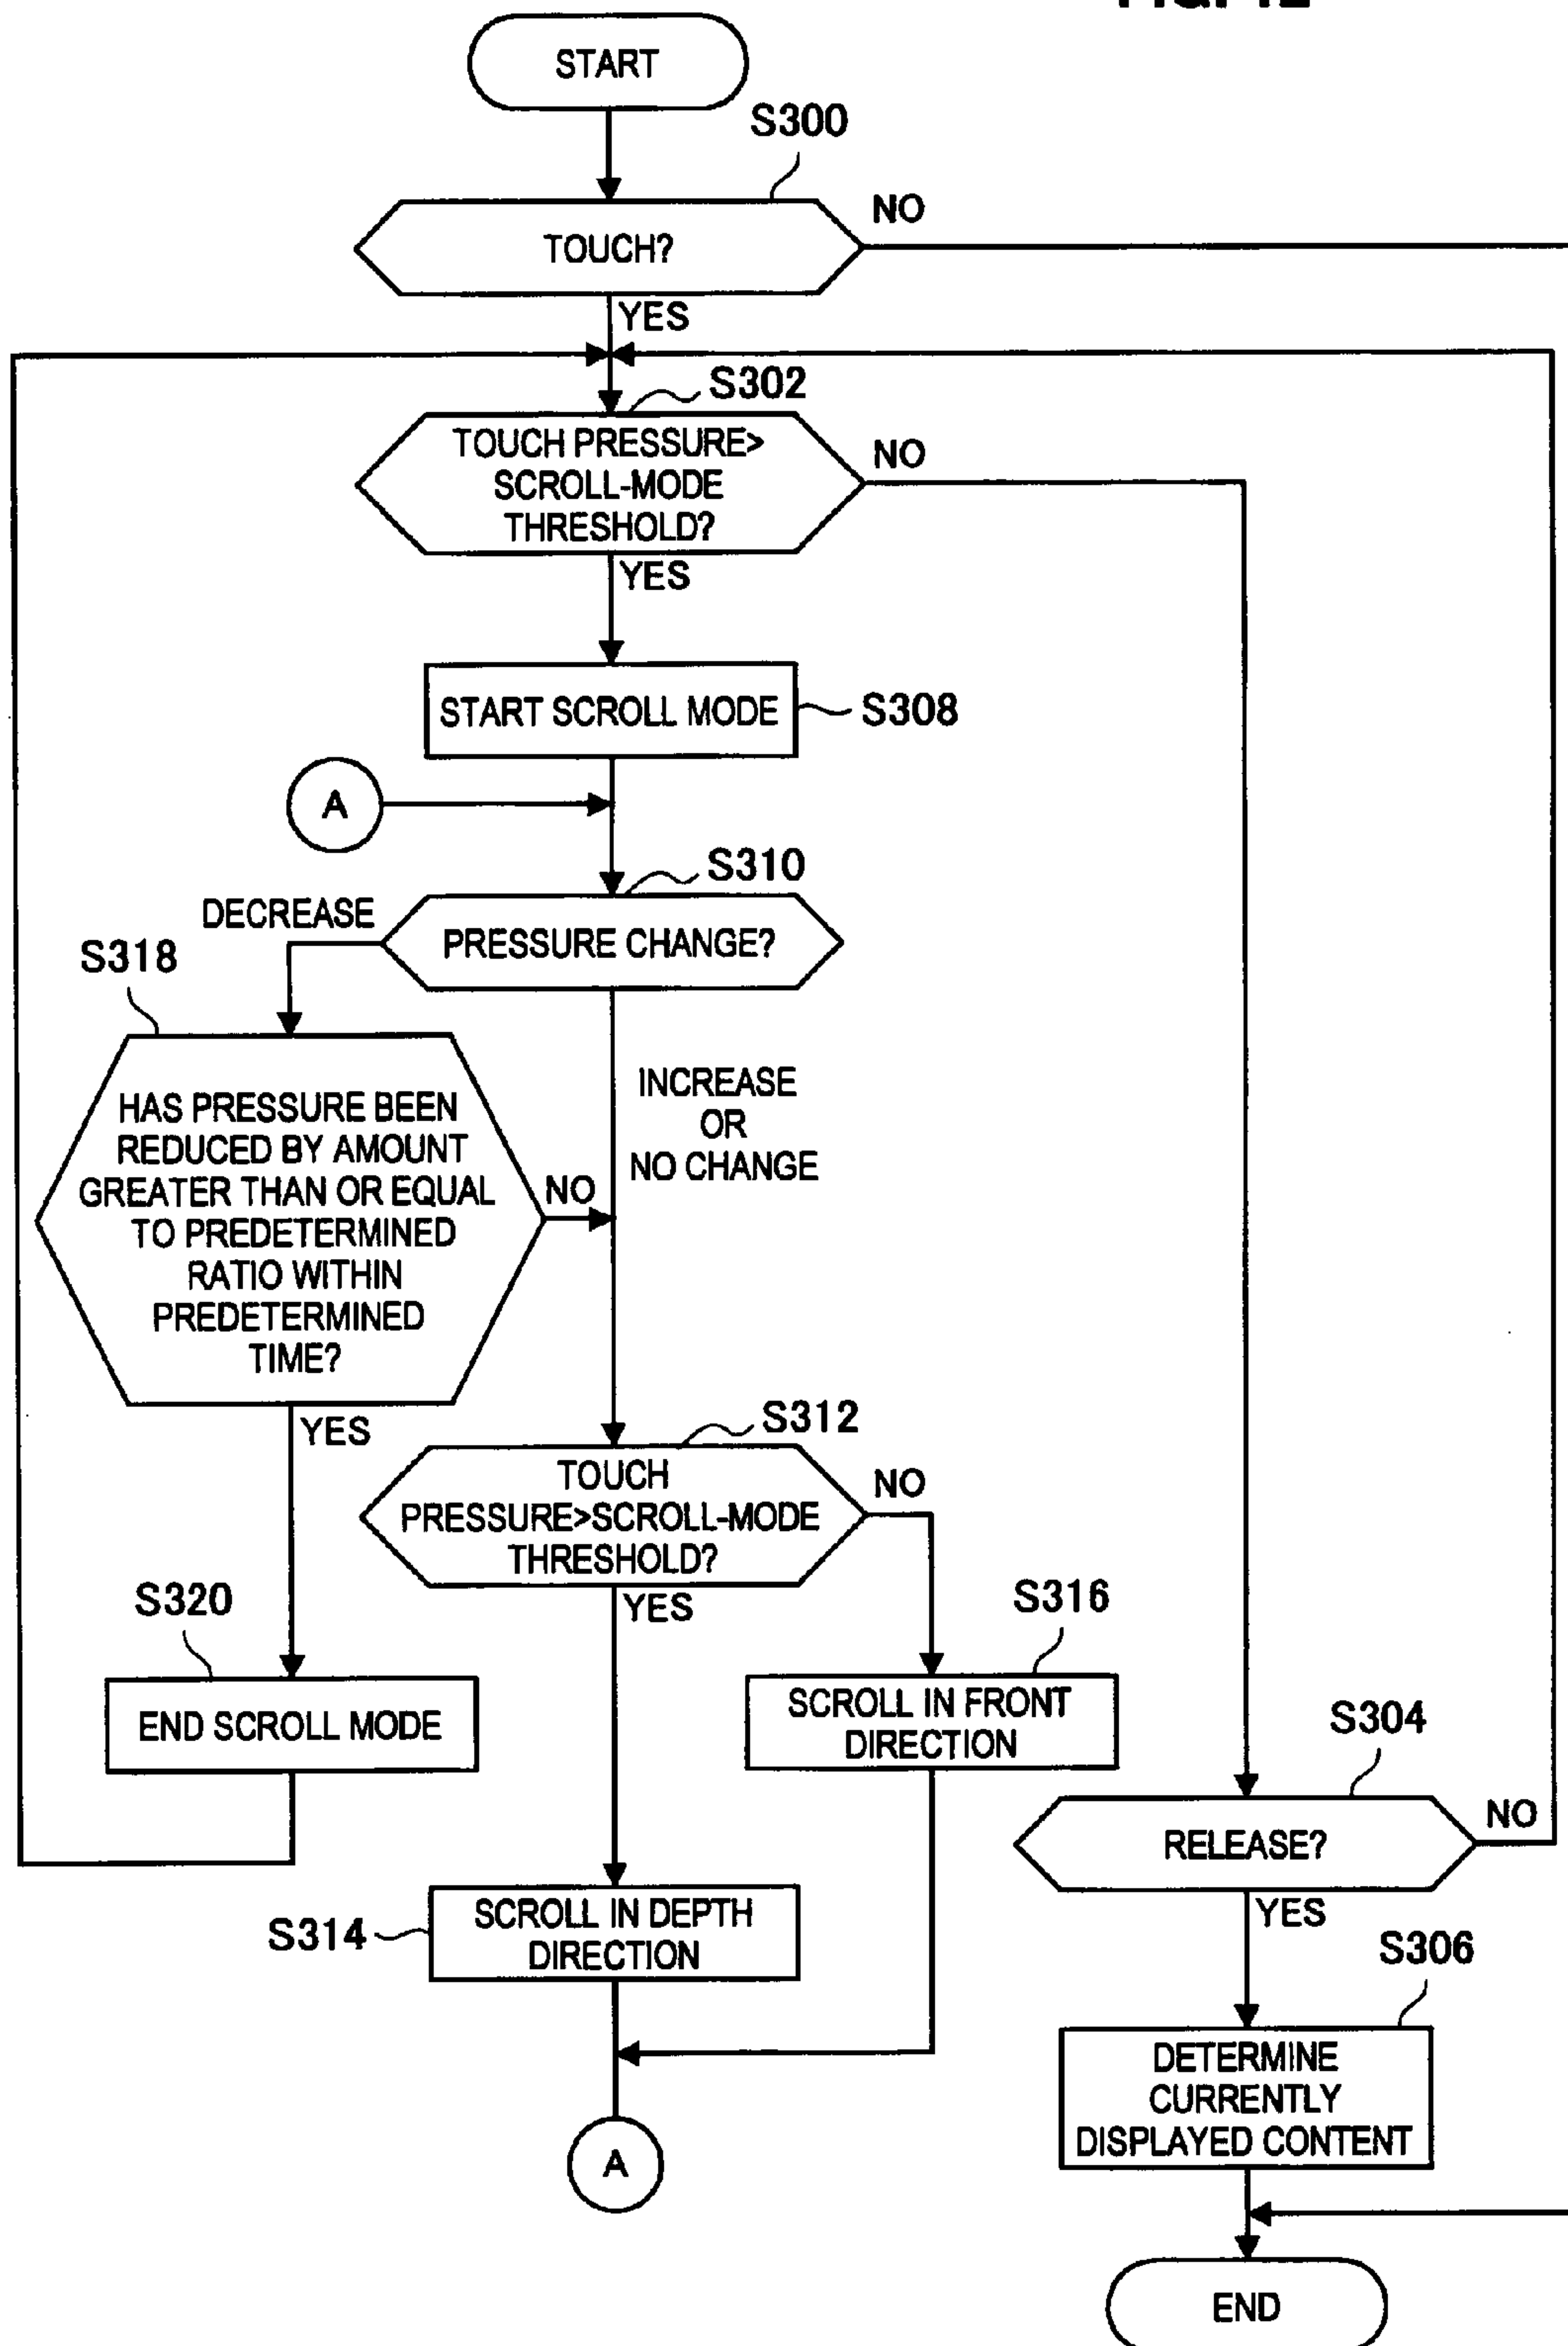 START
S300
TOUCH?
NO
YES
S302
TOUCH PRESSURE>
SCROLL-MODE
THRESHOLD?
NO
YES
START SCROLL MODE
S308
A
S310
DECREASE
PRESSURE CHANGE?
S318
INCREASE
OR
NO CHANGE
HAS PRESSURE BEEN
REDUCED BY AMOUNT
GREATER THAN OR EQUAL
TO PREDETERMINED
RATIO WITHIN
PREDETERMINED
TIME?
NO
YES
S312
TOUCH
PRESSURE>SCROLL-MODE
THRESHOLD?
NO
YES
S320
END SCROLL MODE
S316
SCROLL IN FRONT
DIRECTION
S304
RELEASE?
NO
YES
S314
SCROLL IN DEPTH
DIRECTION
S306
DETERMINE
CURRENTLY
DISPLAYED CONTENT
A
END